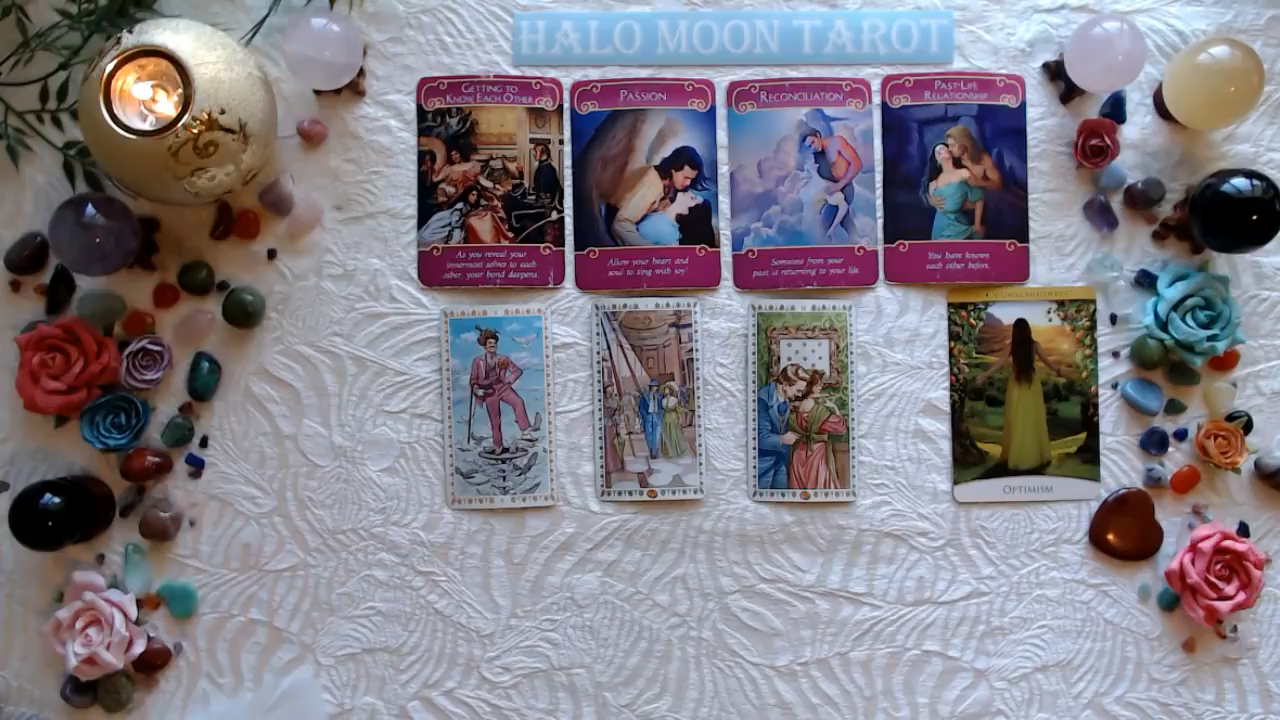 HALO MOON TAROT
GETTING TO
KNOW EACH OTHER
As you reveal your
innermost selves to each
other, your bond deepens.
PASSION
Allow your heart and
soul to sing with joy!
RECONCILIATION
Someone from your
past is returning to your life.
PAST-LIFE
RELATIONSHIP
You have known
each other before.
OPTIMISM